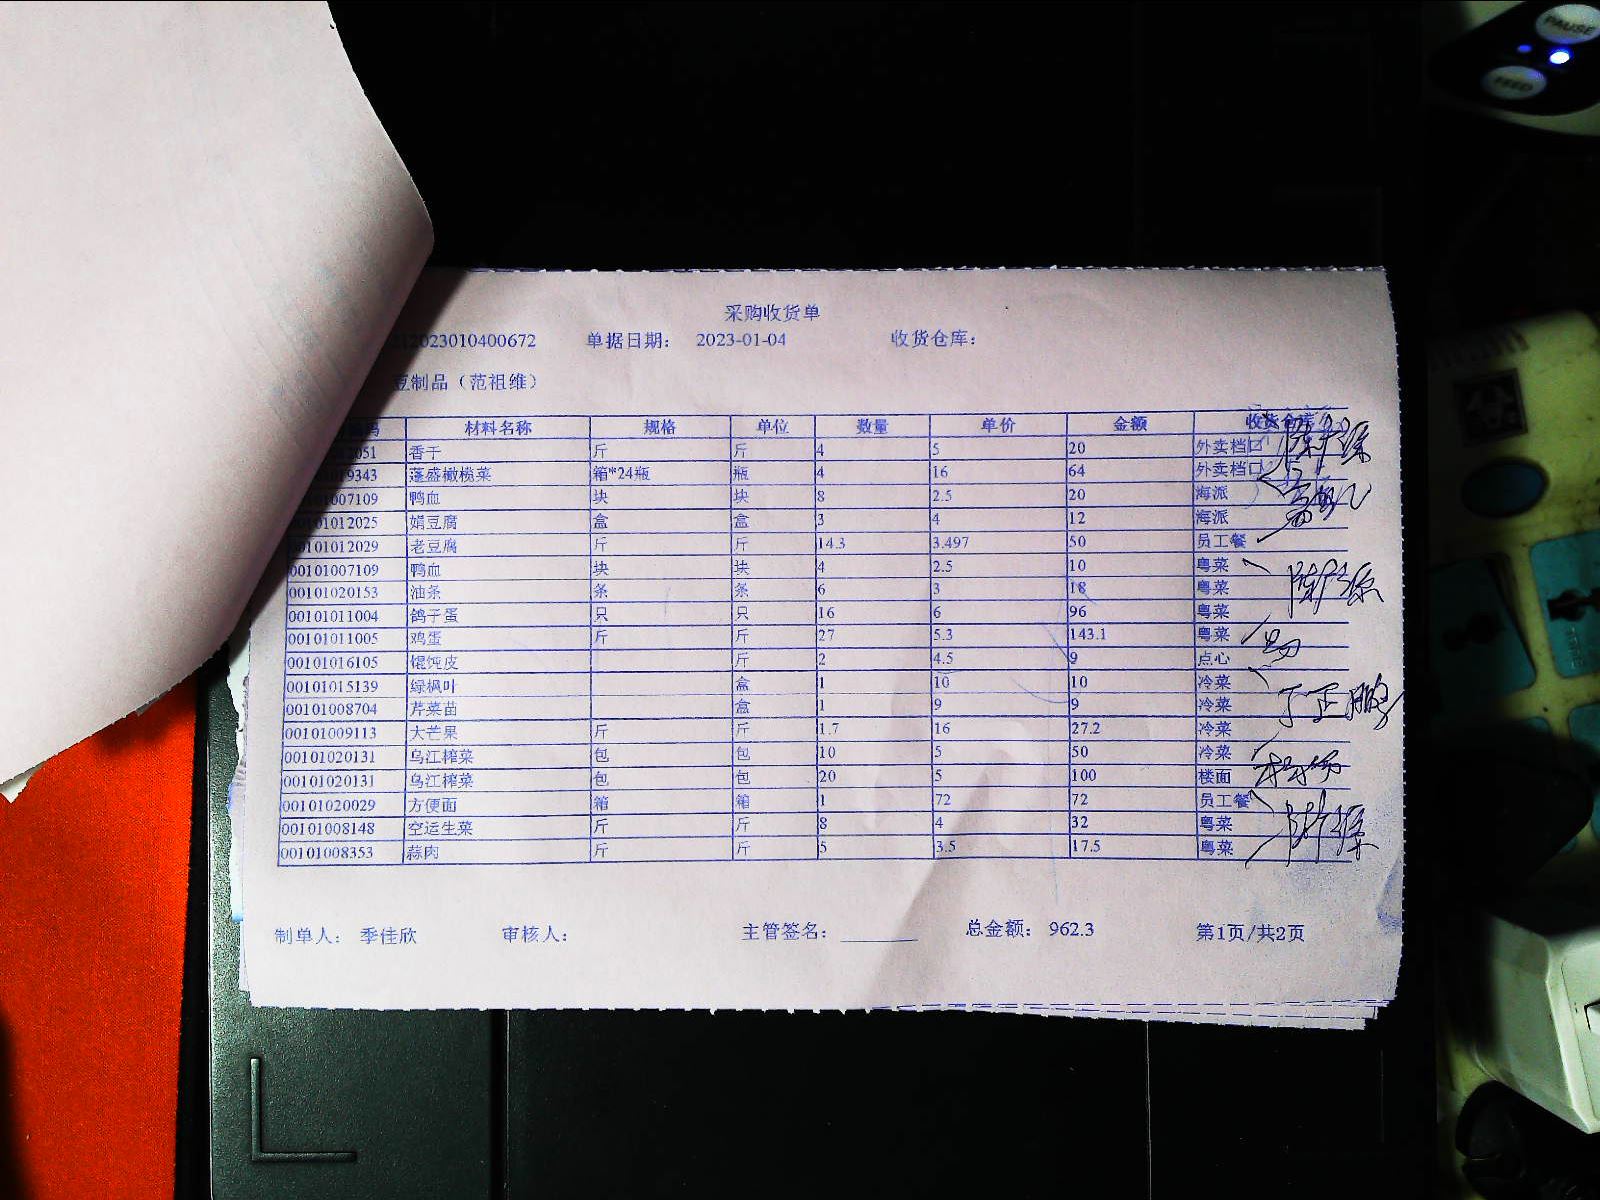 采购收货单
12023010400672 单据日期： 2023-01-04 收货仓库：
豆制品（范祖维）
码 材料名称 规格 单位 数量 单价 金额 收货仓库
2051 香干 斤 斤 4 5 20 外卖档口
19343 蓬盛橄榄菜 箱*24瓶 瓶 4 16 64 外卖档口
01007109 鸭血 块 块 8 2.5 20 海派
0101012025 娟豆腐 盒 盒 3 4 12 海派
00101012029 老豆腐 斤 斤 14.3 3.497 50 员工餐
00101007109 鸭血 块 块 4 2.5 10 粤菜
00101020153 油条 条 条 6 3 18 粤菜
00101011004 鸽子蛋 只 只 16 6 96 粤菜
00101011005 鸡蛋 斤 斤 27 5.3 143.1 粤菜
00101016105 馄饨皮 斤 2 4.5 9 点心
00101015139 绿枫叶 盒 1 10 10 冷菜
00101008704 芹菜苗 盒 1 9 9 冷菜
00101009113 大芒果 斤 斤 1.7 16 27.2 冷菜
00101020131 乌江榨菜 包 包 10 5 50 冷菜
00101020131 乌江榨菜 包 包 20 5 100 楼面
00101020029 方便面 箱 箱 1 72 72 员工餐
00101008148 空运生菜 斤 斤 8 4 32 粤菜
00101008353 蒜肉 斤 斤 5 3.5 17.5 粤菜
丁正鹏
制单人： 季佳欣 审核人： 主管签名： 总金额： 962.3 第1页/共2页
PAUSE
FEED